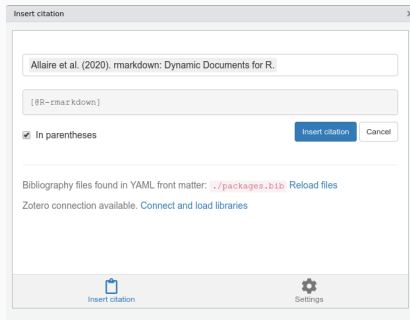 Insert citation
Allaire et al. (2020). rmarkdown: Dynamic Documents for R.
[@R-rmarkdown]
In parentheses
Insert citation
Cancel
Bibliography files found in YAML front matter: ./packages.bib Reload files
Zotero connection available. Connect and load libraries
Insert citation
Settings